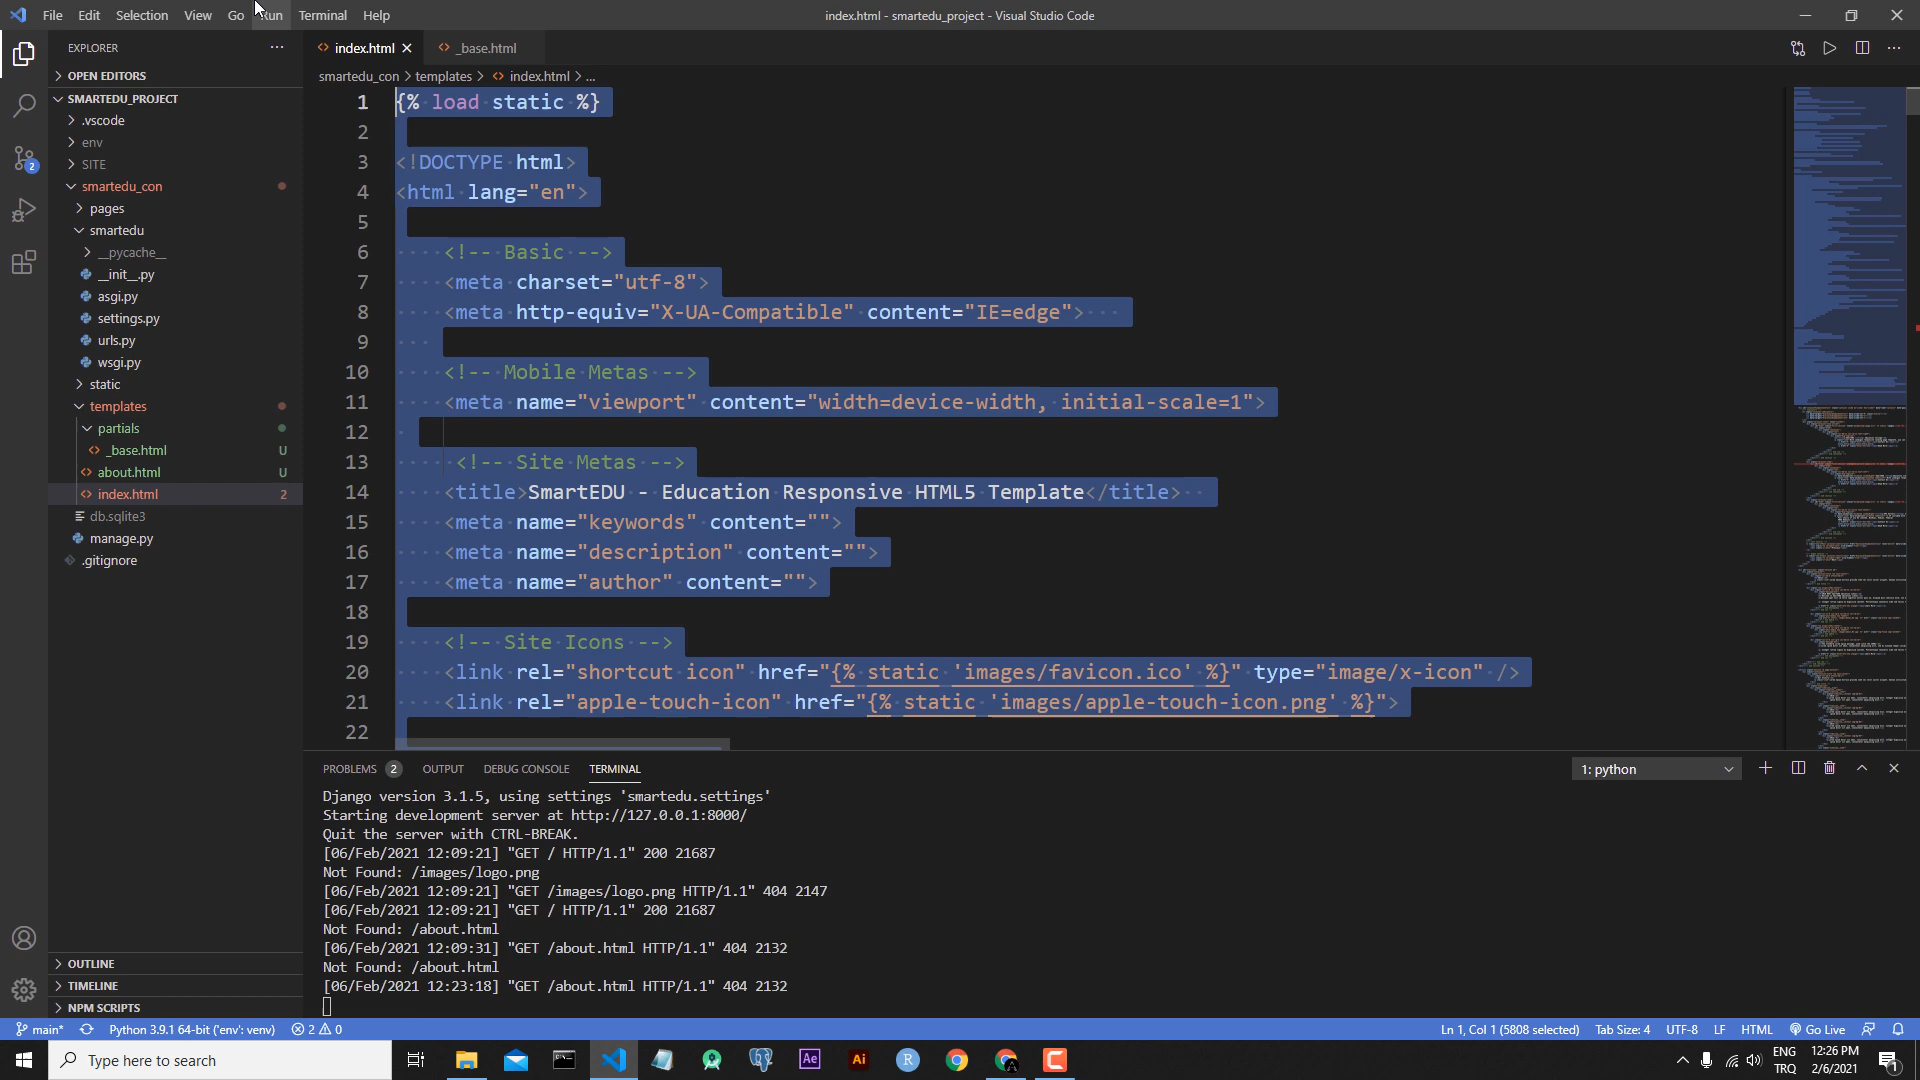 File Edit Selection View Go Run Terminal Help
index.html - smartedu_project - Visual Studio Code
EXPLORER
OPEN EDITORS
SMARTEDU_PROJECT
.vscode
env
SITE
smartedu_con
pages
smartedu
__pycache__
__init__.py
asgi.py
settings.py
urls.py
wsgi.py
static
templates
partials
_base.html U
about.html U
index.html 2
db.sqlite3
manage.py
.gitignore
OUTLINE
TIMELINE
NPM SCRIPTS
2
index.html
_base.html
smartedu_con > templates > index.html > ...
1 {% load static %}
2
3 <!DOCTYPE html>
4 <html lang="en">
5
6 <!-- Basic -->
7 <meta charset="utf-8">
8 <meta http-equiv="X-UA-Compatible" content="IE=edge">
9
10 <!-- Mobile Metas -->
11 <meta name="viewport" content="width=device-width, initial-scale=1">
12
13 <!-- Site Metas -->
14 <title>SmartEDU - Education Responsive HTML5 Template</title>
15 <meta name="keywords" content="">
16 <meta name="description" content="">
17 <meta name="author" content="">
18
19 <!-- Site Icons -->
20 <link rel="shortcut icon" href="{% static 'images/favicon.ico' %}" type="image/x-icon" />
21 <link rel="apple-touch-icon" href="{% static 'images/apple-touch-icon.png' %}">
22
PROBLEMS 2 OUTPUT DEBUG CONSOLE TERMINAL
1: python
Django version 3.1.5, using settings 'smartedu.settings'
Starting development server at http://127.0.0.1:8000/
Quit the server with CTRL-BREAK.
[06/Feb/2021 12:09:21] "GET / HTTP/1.1" 200 21687
Not Found: /images/logo.png
[06/Feb/2021 12:09:21] "GET /images/logo.png HTTP/1.1" 404 2147
[06/Feb/2021 12:09:21] "GET / HTTP/1.1" 200 21687
Not Found: /about.html
[06/Feb/2021 12:09:31] "GET /about.html HTTP/1.1" 404 2132
Not Found: /about.html
[06/Feb/2021 12:23:18] "GET /about.html HTTP/1.1" 404 2132
main* Python 3.9.1 64-bit ('env': venv) 2 0
Ln 1, Col 1 (5808 selected) Tab Size: 4 UTF-8 LF HTML Go Live
Type here to search
Ae
Ai
R
ENG
TRQ
12:26 PM
2/6/2021
1